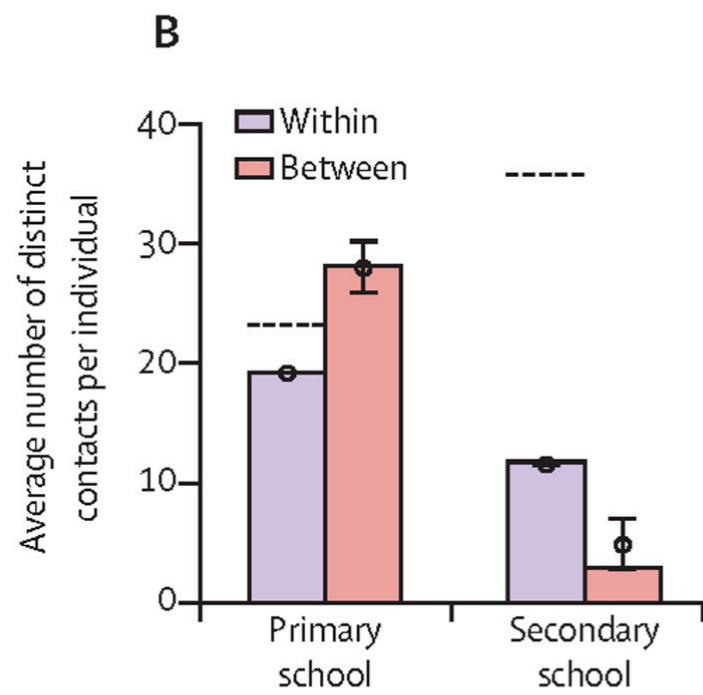 B
Average number of distinct
contacts per individual
40
30
20
10
0
Within
Between
Primary
school
Secondary
school